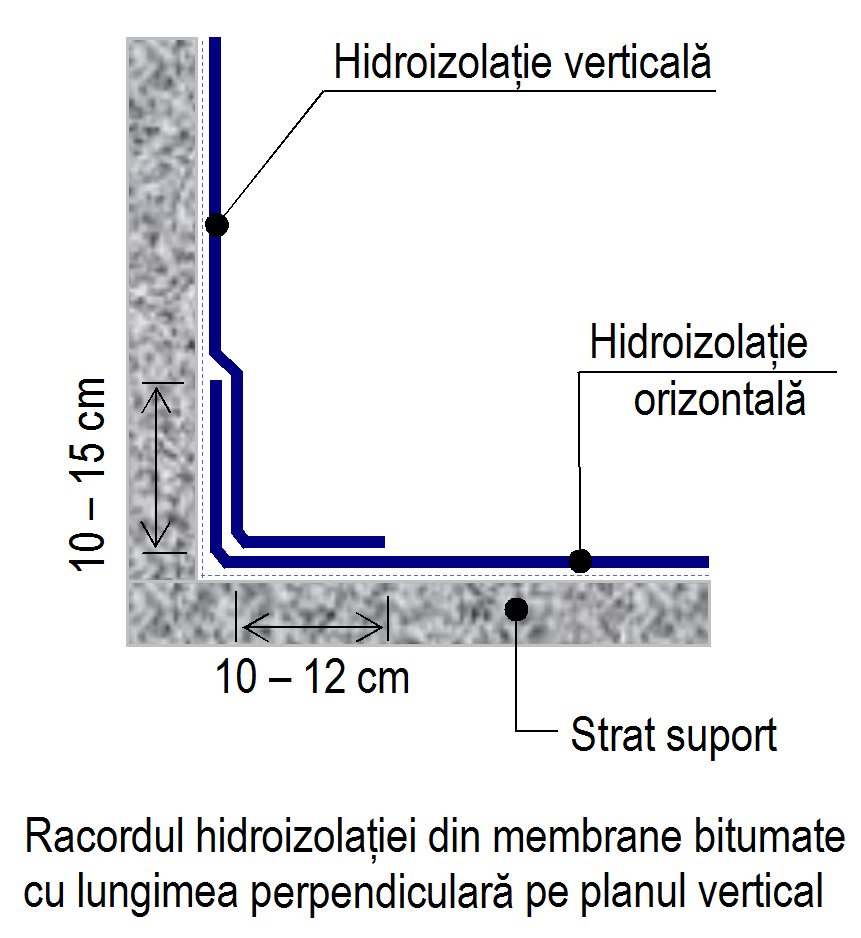 Hidroizolație verticală
Hidroizolație
orizontală
10 – 15 cm
10 – 12 cm
Strat suport
Racordul hidroizolației din membrane bitumate
cu lungimea perpendiculară pe planul vertical